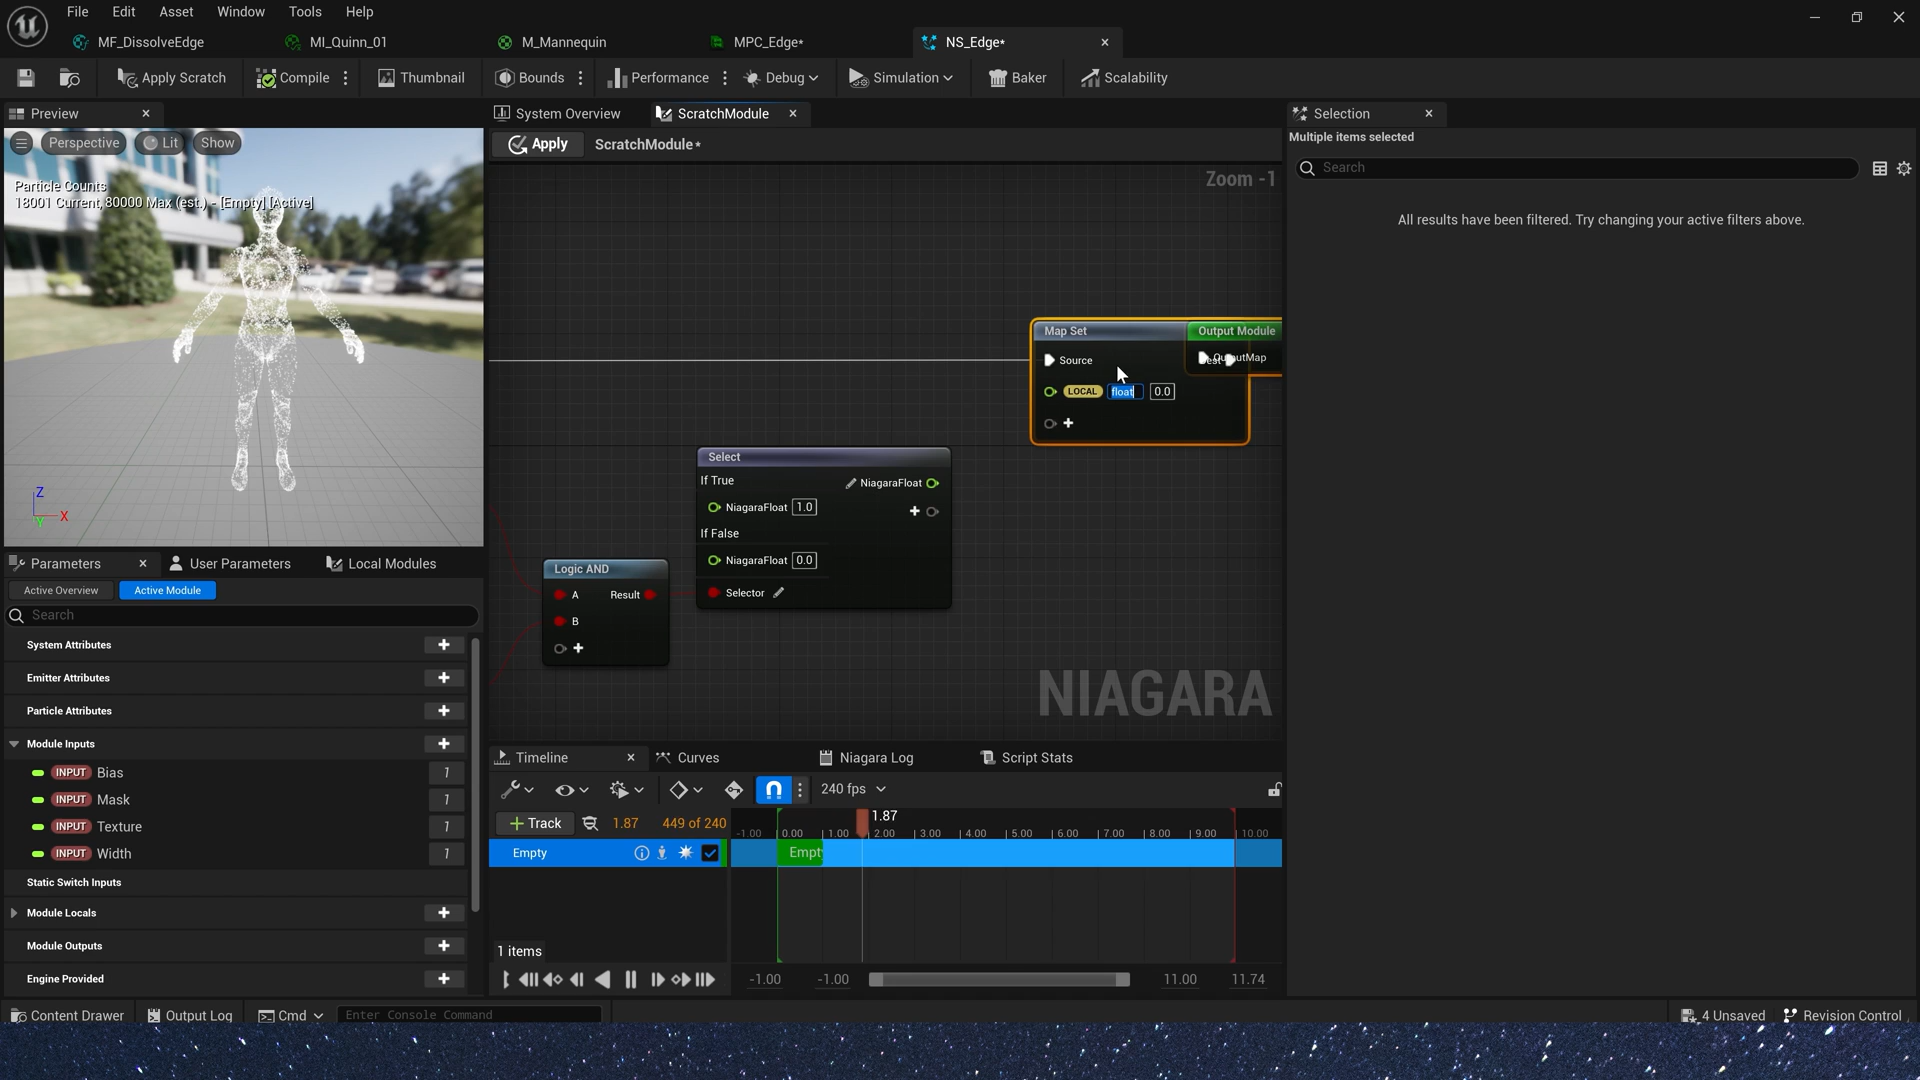 File Edit Asset Window Tools Help
MF_DissolveEdge MI_Quinn_01 M_Mannequin MPC_Edge* NS_Edge*
Apply Scratch Compile Thumbnail Bounds Performance Debug Simulation Baker Scalability
Preview System Overview ScratchModule Selection
Multiple items selected
Perspective Lit Show
Apply ScratchModule*
Search
Particle Counts
18001 Current, 80000 Max (est.) - [Empty] [Active]
Zoom -1
All results have been filtered. Try changing your active filters above.
Map Set
Source
LOCAL float 0.0
Output Module
OutputMap
Select
If True
NiagaraFloat 1.0
NiagaraFloat
If False
NiagaraFloat 0.0
Selector
Logic AND
A Result
B
NIAGARA
Z
X
Y
Parameters User Parameters Local Modules
Active Overview Active Module
Search
System Attributes
Emitter Attributes
Particle Attributes
Module Inputs
INPUT Bias 1
INPUT Mask 1
INPUT Texture 1
INPUT Width 1
Static Switch Inputs
Module Locals
Module Outputs
Engine Provided
Timeline Curves Niagara Log Script Stats
240 fps
Track 1.87 449 of 240
1.87
-1.00 0.00 1.00 2.00 3.00 4.00 5.00 6.00 7.00 8.00 9.00 10.00
Empty
Empt
1 items
-1.00 -1.00 11.00 11.74
Content Drawer Output Log Cmd Enter Console Command 4 Unsaved Revision Control